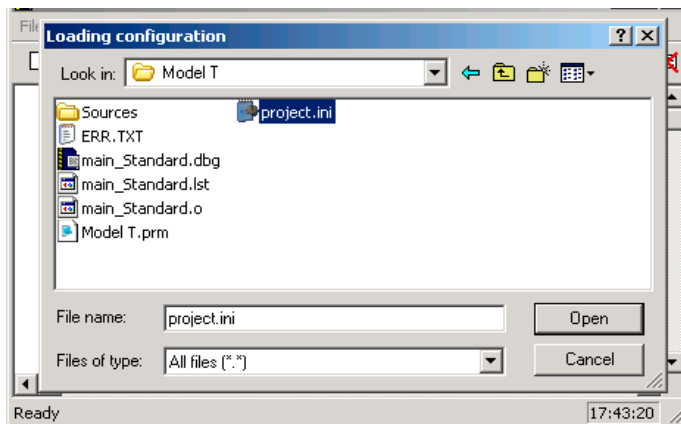 File
Loading configuration
Look in: Model T
Sources
ERR.TXT
main_Standard.dbg
main_Standard.lst
main_Standard.o
Model T.prm
project.ini
File name: project.ini Open
Files of type: All files (*.*) Cancel
Ready 17:43:20